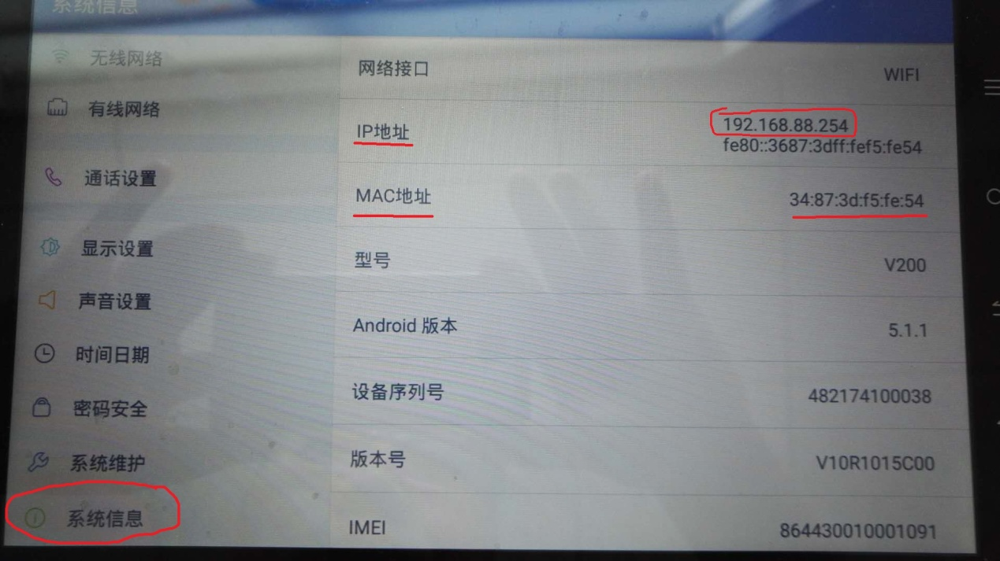 系统信息
无线网络
有线网络
通话设置
显示设置
声音设置
时间日期
密码安全
系统维护
系统信息
网络接口 WIFI
IP地址 192.168.88.254
fe80::3687:3dff:fef5:fe54
MAC地址 34:87:3d:f5:fe:54
型号 V200
Android 版本 5.1.1
设备序列号 482174100038
版本号 V10R1015C00
IMEI 864430010001091